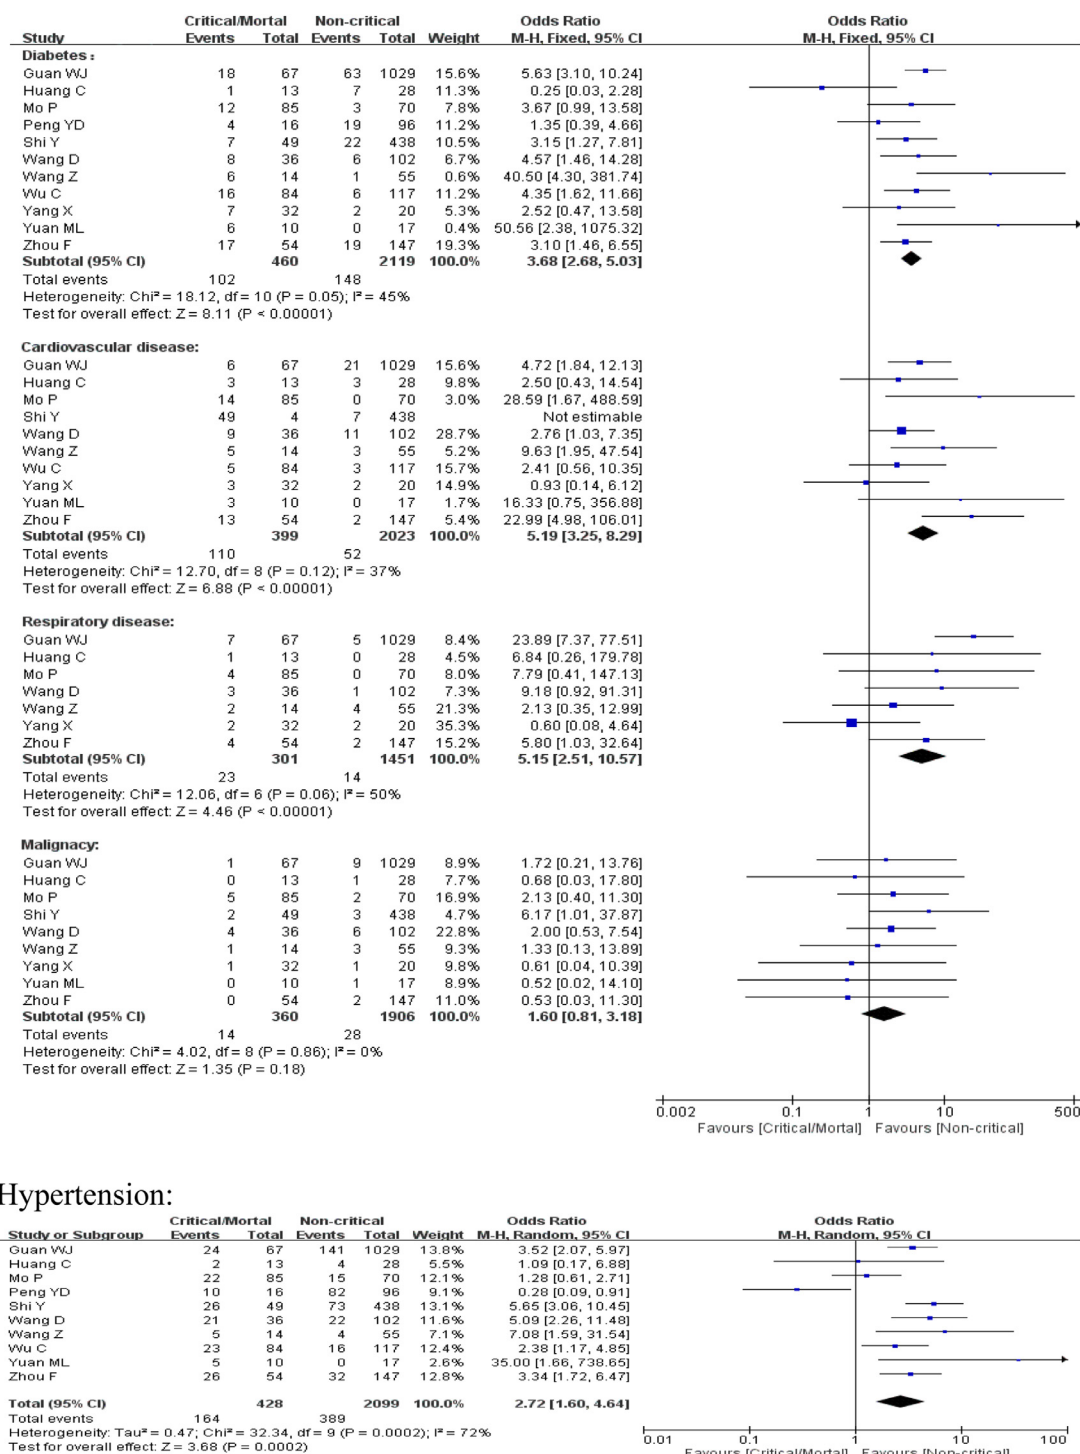 Critical/Mortal Non-critical Odds Ratio Odds Ratio
Study Events Total Events Total Weight M-H, Fixed, 95% CI M-H, Fixed, 95% CI
Diabetes :
Guan WJ 18 67 63 1029 15.6% 5.63 [3.10, 10.24]
Huang C 1 13 7 28 11.3% 0.25 [0.03, 2.28]
Mo P 12 85 3 70 7.8% 3.67 [0.99, 13.58]
Peng YD 4 16 19 96 11.2% 1.35 [0.39, 4.66]
Shi Y 7 49 22 438 10.5% 3.15 [1.27, 7.81]
Wang D 8 36 6 102 6.7% 4.57 [1.46, 14.28]
Wang Z 6 14 1 55 0.6% 40.50 [4.30, 381.74]
Wu C 16 84 6 117 11.2% 4.35 [1.62, 11.66]
Yang X 7 32 2 20 5.3% 2.52 [0.47, 13.58]
Yuan ML 6 10 0 17 0.4% 50.56 [2.38, 1075.32]
Zhou F 17 54 19 147 19.3% 3.10 [1.46, 6.55]
Subtotal (95% CI) 460 2119 100.0% 3.68 [2.68, 5.03]
Total events 102 148
Heterogeneity: Chi² = 18.12, df = 10 (P = 0.05); I² = 45%
Test for overall effect: Z = 8.11 (P < 0.00001)
Cardiovascular disease:
Guan WJ 6 67 21 1029 15.6% 4.72 [1.84, 12.13]
Huang C 3 13 3 28 9.8% 2.50 [0.43, 14.54]
Mo P 14 85 0 70 3.0% 28.59 [1.67, 488.59]
Shi Y 49 4 7 438 Not estimable
Wang D 9 36 11 102 28.7% 2.76 [1.03, 7.35]
Wang Z 5 14 3 55 5.2% 9.63 [1.95, 47.54]
Wu C 5 84 3 117 15.7% 2.41 [0.56, 10.35]
Yang X 3 32 2 20 14.9% 0.93 [0.14, 6.12]
Yuan ML 3 10 0 17 1.7% 16.33 [0.75, 356.88]
Zhou F 13 54 2 147 5.4% 22.99 [4.98, 106.01]
Subtotal (95% CI) 399 2023 100.0% 5.19 [3.25, 8.29]
Total events 110 52
Heterogeneity: Chi² = 12.70, df = 8 (P = 0.12); I² = 37%
Test for overall effect: Z = 6.88 (P < 0.00001)
Respiratory disease:
Guan WJ 7 67 5 1029 8.4% 23.89 [7.37, 77.51]
Huang C 1 13 0 28 4.5% 6.84 [0.26, 179.78]
Mo P 4 85 0 70 8.0% 7.79 [0.41, 147.13]
Wang D 3 36 1 102 7.3% 9.18 [0.92, 91.31]
Wang Z 2 14 4 55 21.3% 2.13 [0.35, 12.99]
Yang X 2 32 2 20 35.3% 0.60 [0.08, 4.64]
Zhou F 4 54 2 147 15.2% 5.80 [1.03, 32.64]
Subtotal (95% CI) 301 1451 100.0% 5.15 [2.51, 10.57]
Total events 23 14
Heterogeneity: Chi² = 12.06, df = 6 (P = 0.06); I² = 50%
Test for overall effect: Z = 4.46 (P < 0.00001)
Malignacy:
Guan WJ 1 67 9 1029 8.9% 1.72 [0.21, 13.76]
Huang C 0 13 1 28 7.7% 0.68 [0.03, 17.80]
Mo P 5 85 2 70 16.9% 2.13 [0.40, 11.30]
Shi Y 2 49 3 438 4.7% 6.17 [1.01, 37.87]
Wang D 4 36 6 102 22.8% 2.00 [0.53, 7.54]
Wang Z 1 14 3 55 9.3% 1.33 [0.13, 13.89]
Yang X 1 32 1 20 9.8% 0.61 [0.04, 10.39]
Yuan ML 0 10 1 17 8.9% 0.52 [0.02, 14.10]
Zhou F 0 54 2 147 11.0% 0.53 [0.03, 11.30]
Subtotal (95% CI) 360 1906 100.0% 1.60 [0.81, 3.18]
Total events 14 28
Heterogeneity: Chi² = 4.02, df = 8 (P = 0.86); I² = 0%
Test for overall effect: Z = 1.35 (P = 0.18)
0.002 0.1 1 10 500
Favours [Critical/Mortal] Favours [Non-critical]
Hypertension:
Critical/Mortal Non-critical Odds Ratio Odds Ratio
Study or Subgroup Events Total Events Total Weight M-H, Random, 95% CI M-H, Random, 95% CI
Guan WJ 24 67 141 1029 13.8% 3.52 [2.07, 5.97]
Huang C 2 13 4 28 5.5% 1.09 [0.17, 6.88]
Mo P 22 85 15 70 12.1% 1.28 [0.61, 2.71]
Peng YD 10 16 82 96 9.1% 0.28 [0.09, 0.91]
Shi Y 26 49 73 438 13.1% 5.65 [3.06, 10.45]
Wang D 21 36 22 102 11.6% 5.09 [2.26, 11.48]
Wang Z 5 14 4 55 7.1% 7.08 [1.59, 31.54]
Wu C 23 84 16 117 12.4% 2.38 [1.17, 4.85]
Yuan ML 5 10 0 17 2.6% 35.00 [1.66, 738.65]
Zhou F 26 54 32 147 12.8% 3.34 [1.72, 6.47]
Total (95% CI) 428 2099 100.0% 2.72 [1.60, 4.64]
Total events 164 389
Heterogeneity: Tau² = 0.47; Chi² = 32.34, df = 9 (P = 0.0002); I² = 72%
Test for overall effect: Z = 3.68 (P = 0.0002)
0.01 0.1 1 10 100
Favours [Critical/Mortal] Favours [Non-critical]